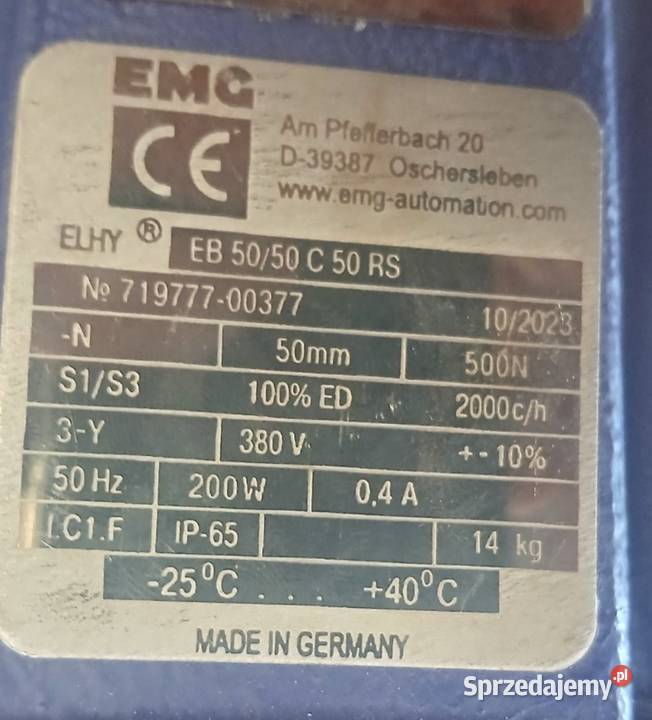 EMG
CE
Am Pfefferbach 20
D-39387 Oschersleben
www.emg-automation.com
ELHY ® EB 50/50 C 50 RS
№ 719777-00377 10/2023
-N 50mm 500N
S1/S3 100% ED 2000c/h
3-Y 380 V +-10%
50 Hz 200W 0,4 A
I.C1.F IP-65 14 kg
-25°C . . . +40°C
MADE IN GERMANY
Sprzedajemy.pl